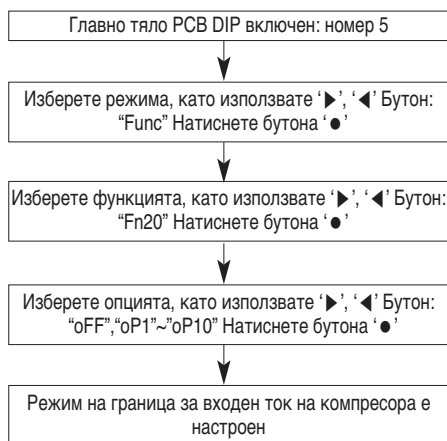 Главно тяло PCB DIP включен: номер 5
Изберете режима, като използвате ‘▶’, ‘◀’ Бутон:
“Func” Натиснете бутона ‘●’
Изберете функцията, като използвате ‘▶’, ‘◀’ Бутон:
“Fn20” Натиснете бутона ‘●’
Изберете опцията, като използвате ‘▶’, ‘◀’ Бутон:
“oFF”,“oP1”~”oP10” Натиснете бутона ‘●’
Режим на граница за входен ток на компресора е
настроен